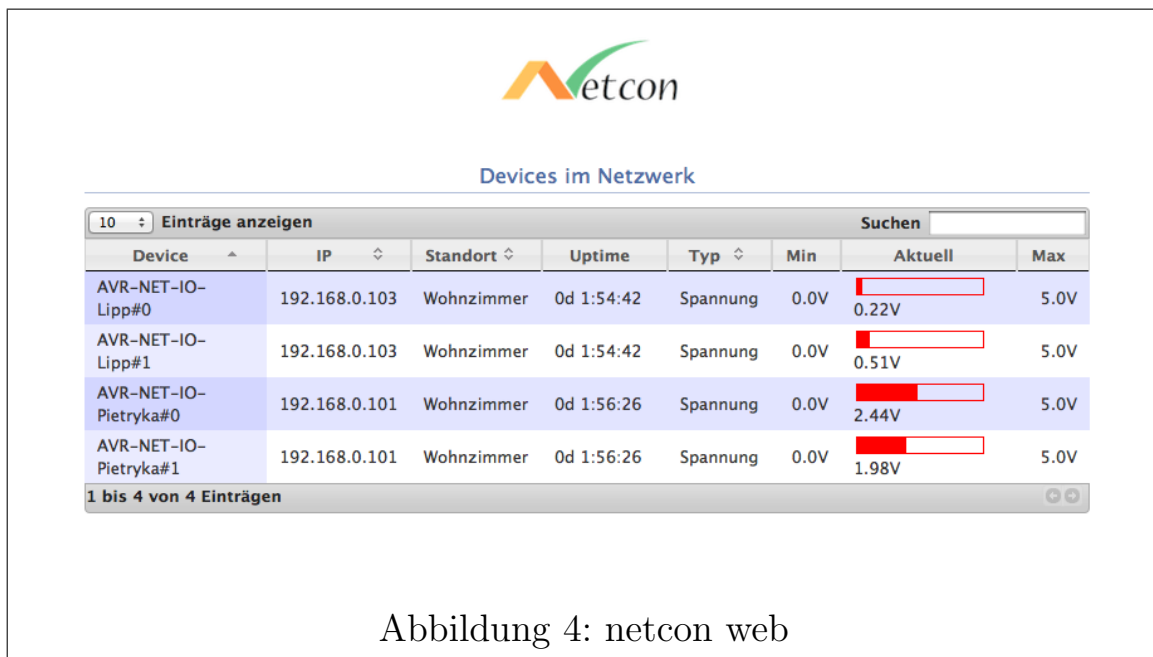 Netcon
Devices im Netzwerk
10 Einträge anzeigen Suchen
Device IP Standort Uptime Typ Min Aktuell Max
AVR-NET-IO-
Lipp#0 192.168.0.103 Wohnzimmer 0d 1:54:42 Spannung 0.0V 0.22V 5.0V
AVR-NET-IO-
Lipp#1 192.168.0.103 Wohnzimmer 0d 1:54:42 Spannung 0.0V 0.51V 5.0V
AVR-NET-IO-
Pietryka#0 192.168.0.101 Wohnzimmer 0d 1:56:26 Spannung 0.0V 2.44V 5.0V
AVR-NET-IO-
Pietryka#1 192.168.0.101 Wohnzimmer 0d 1:56:26 Spannung 0.0V 1.98V 5.0V
1 bis 4 von 4 Einträgen
Abbildung 4: netcon web